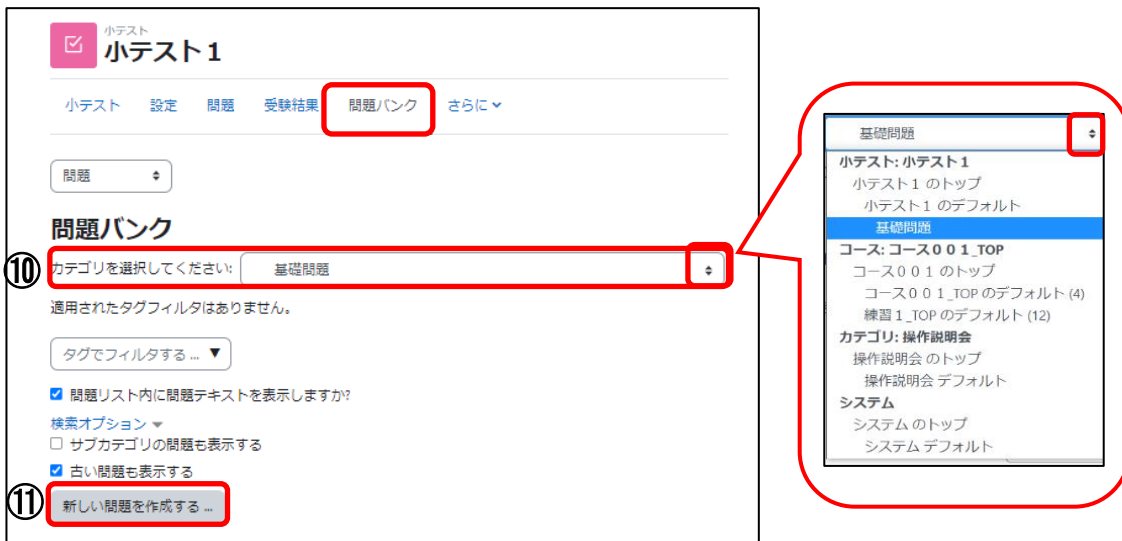 小テスト
小テスト１
小テスト 設定 問題 受験結果 問題バンク さらに
問題
問題バンク
⑩ カテゴリを選択してください: 基礎問題
適用されたタグフィルタはありません。
タグでフィルタする ... ▼
問題リスト内に問題テキストを表示しますか?
検索オプション
サブカテゴリの問題も表示する
古い問題も表示する
⑪ 新しい問題を作成する ...
基礎問題
小テスト: 小テスト１
小テスト１ のトップ
小テスト１ のデフォルト
基礎問題
コース: コース００１_TOP
コース００１ のトップ
コース００１_TOP のデフォルト (4)
練習１_TOP のデフォルト (12)
カテゴリ: 操作説明会
操作説明会 のトップ
操作説明会 デフォルト
システム
システム のトップ
システム デフォルト